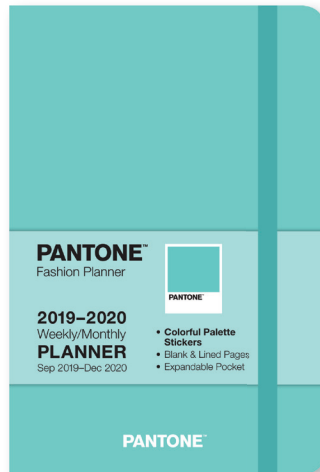 PANTONE™
Fashion Planner
PANTONE®
2019–2020
Weekly/Monthly
PLANNER
Sep 2019–Dec 2020
• Colorful Palette
Stickers
• Blank & Lined Pages
• Expandable Pocket
PANTONE™